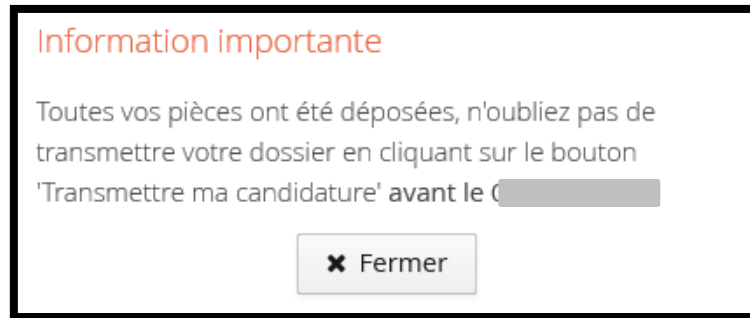 Information importante
Toutes vos pièces ont été déposées, n'oubliez pas de
transmettre votre dossier en cliquant sur le bouton
'Transmettre ma candidature' avant le
✖ Fermer